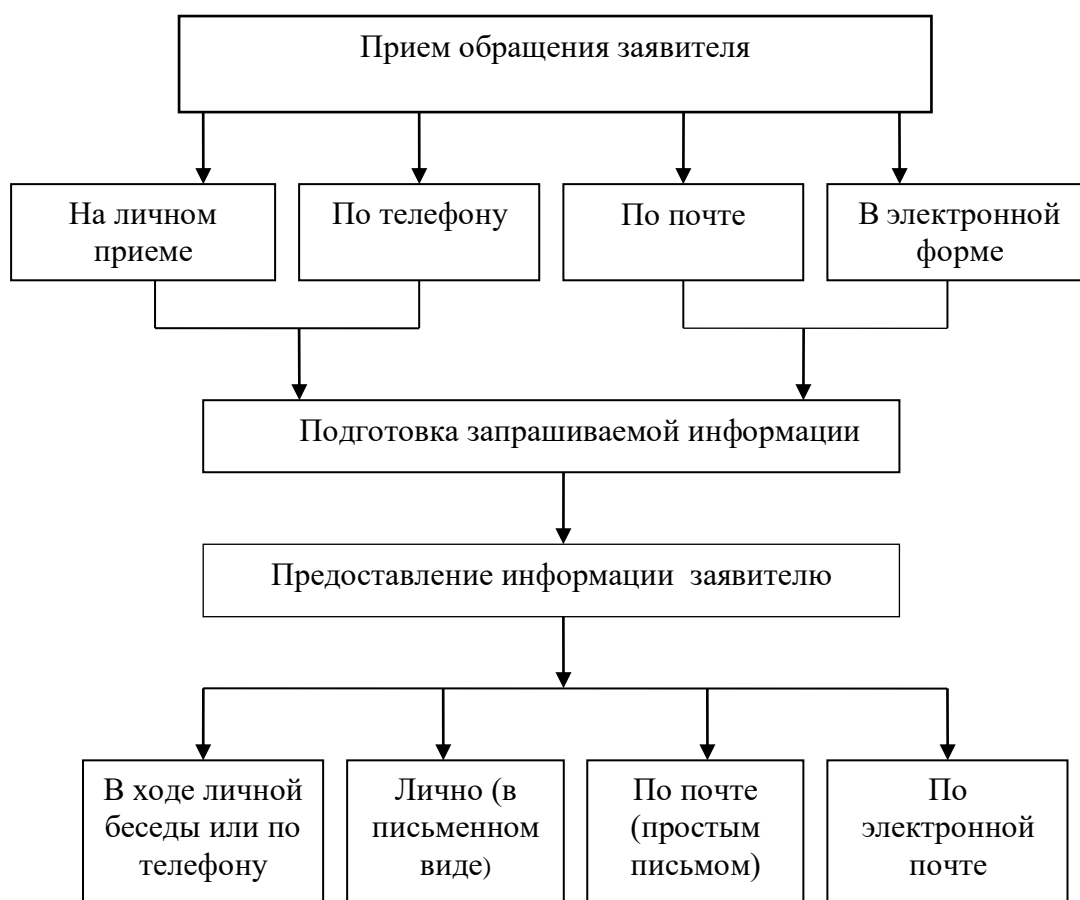 Прием обращения заявителя
На личном
приеме
По телефону
По почте
В электронной
форме
Подготовка запрашиваемой информации
Предоставление информации  заявителю
В ходе личной
беседы или по
телефону
Лично (в
письменном
виде)
По почте
(простым
письмом)
По
электронной
почте